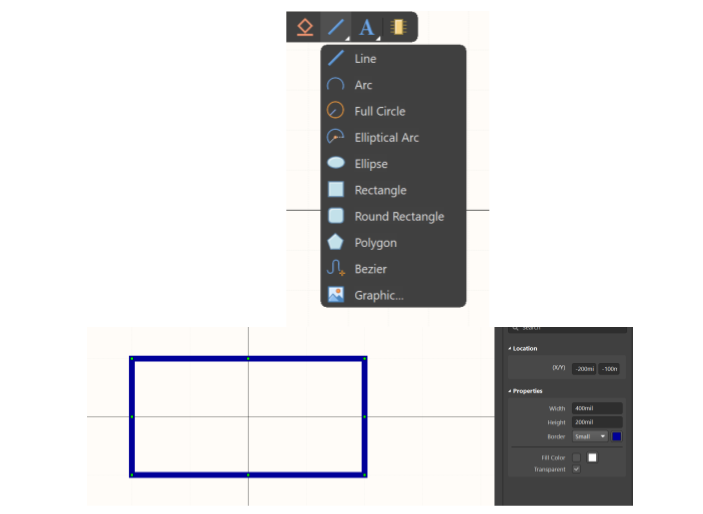 A
Line
Arc
Full Circle
Elliptical Arc
Ellipse
Rectangle
Round Rectangle
Polygon
Bezier
Graphic...
Search
Location
(X/Y) -200mi -100n
Properties
Width 400mil
Height 200mil
Border Small
Fill Color
Transparent